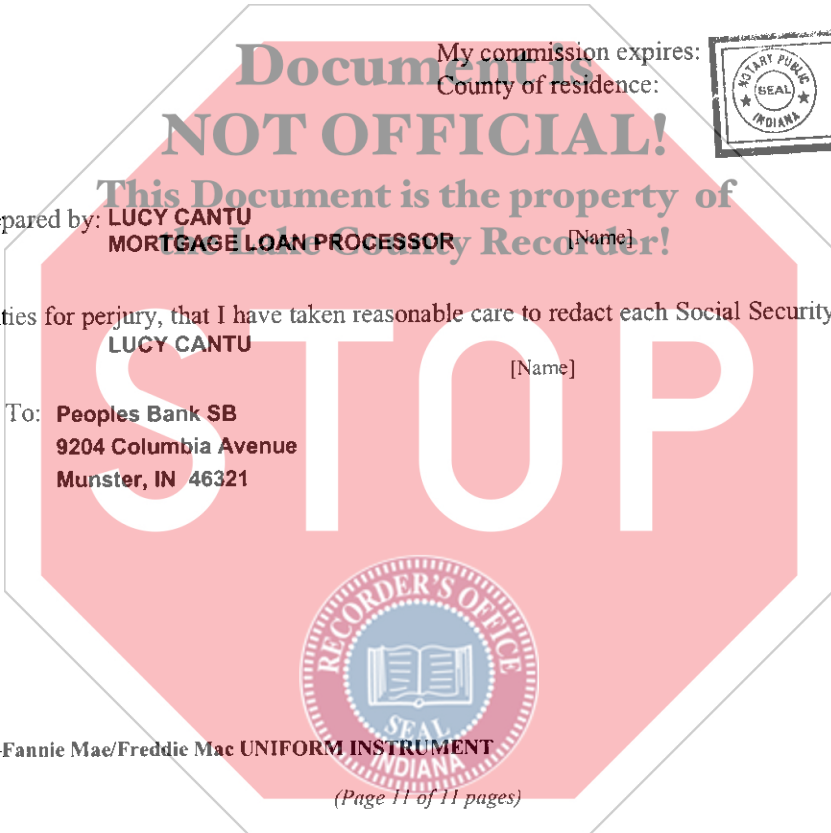 My commission expires:
County of residence:
NOTARY PUBLIC
SEAL
INDIANA
Document is
NOT OFFICIAL!
This Document is the property of
the Lake County Recorder!
epared by: LUCY CANTU
MORTGAGE LOAN PROCESSOR [Name]
ties for perjury, that I have taken reasonable care to redact each Social Security
LUCY CANTU
[Name]
To: Peoples Bank SB
9204 Columbia Avenue
Munster, IN 46321
STOP
RECORDER'S OFFICE
SEAL
INDIANA
-Fannie Mae/Freddie Mac UNIFORM INSTRUMENT
(Page 11 of 11 pages)